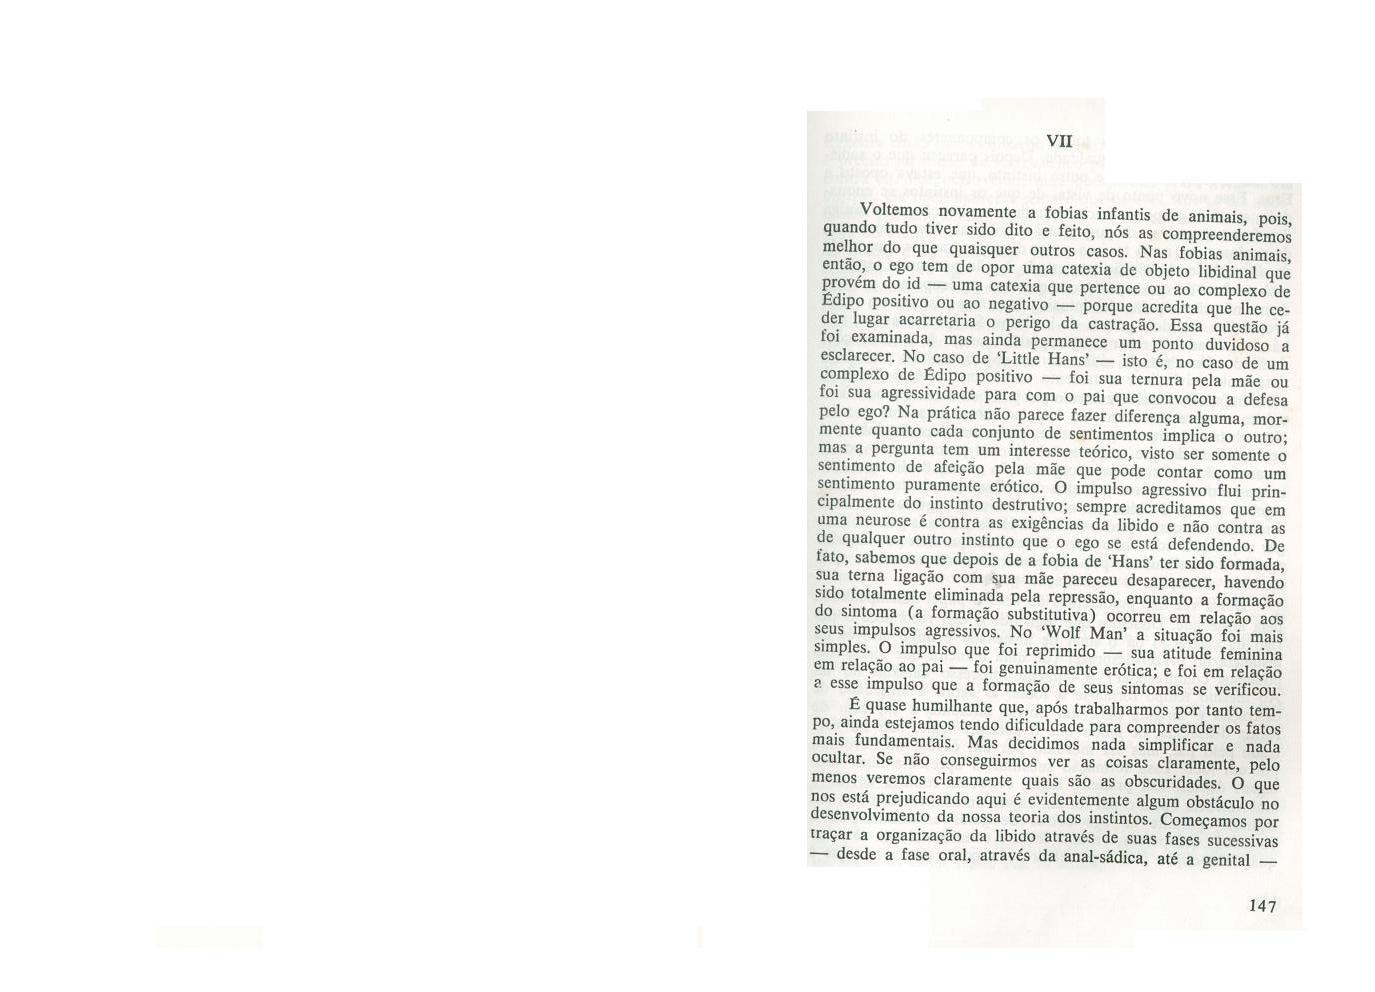 VII
Voltemos novamente a fobias infantis de animais, pois,
quando tudo tiver sido dito e feito, nós as compreenderemos
melhor do que quaisquer outros casos. Nas fobias animais,
então, o ego tem de opor uma catexia de objeto libidinal que
provém do id — uma catexia que pertence ou ao complexo de
Édipo positivo ou ao negativo — porque acredita que lhe ce-
der lugar acarretaria o perigo da castração. Essa questão já
foi examinada, mas ainda permanece um ponto duvidoso a
esclarecer. No caso de ‘Little Hans’ — isto é, no caso de um
complexo de Édipo positivo — foi sua ternura pela mãe ou
foi sua agressividade para com o pai que convocou a defesa
pelo ego? Na prática não parece fazer diferença alguma, mor-
mente quanto cada conjunto de sentimentos implica o outro;
mas a pergunta tem um interesse teórico, visto ser somente o
sentimento de afeição pela mãe que pode contar como um
sentimento puramente erótico. O impulso agressivo flui prin-
cipalmente do instinto destrutivo; sempre acreditamos que em
uma neurose é contra as exigências da libido e não contra as
de qualquer outro instinto que o ego se está defendendo. De
fato, sabemos que depois de a fobia de ‘Hans’ ter sido formada,
sua terna ligação com sua mãe pareceu desaparecer, havendo
sido totalmente eliminada pela repressão, enquanto a formação
do sintoma (a formação substitutiva) ocorreu em relação aos
seus impulsos agressivos. No ‘Wolf Man’ a situação foi mais
simples. O impulso que foi reprimido — sua atitude feminina
em relação ao pai — foi genuinamente erótica; e foi em relação
a esse impulso que a formação de seus sintomas se verificou.
É quase humilhante que, após trabalharmos por tanto tem-
po, ainda estejamos tendo dificuldade para compreender os fatos
mais fundamentais. Mas decidimos nada simplificar e nada
ocultar. Se não conseguirmos ver as coisas claramente, pelo
menos veremos claramente quais são as obscuridades. O que
nos está prejudicando aqui é evidentemente algum obstáculo no
desenvolvimento da nossa teoria dos instintos. Começamos por
traçar a organização da libido através de suas fases sucessivas
— desde a fase oral, através da anal-sádica, até a genital —
147